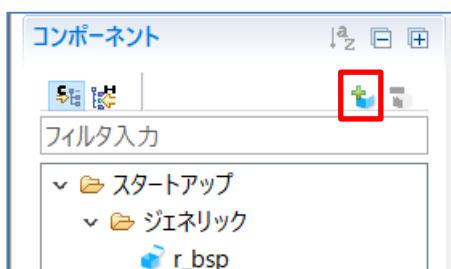 コンポーネント
フィルタ入力
スタートアップ
ジェネリック
r_bsp